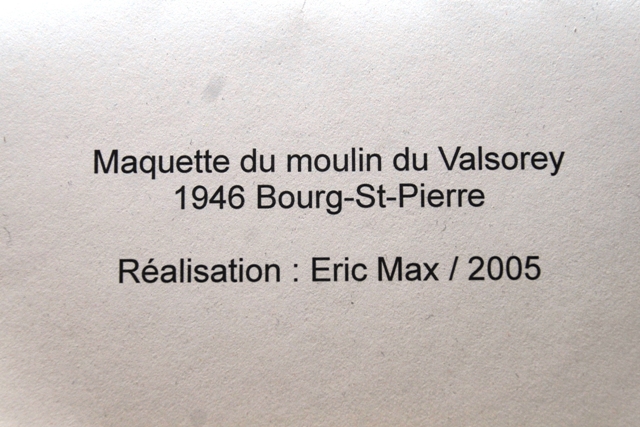 Maquette du moulin du Valsorey
1946 Bourg-St-Pierre
Réalisation : Eric Max / 2005